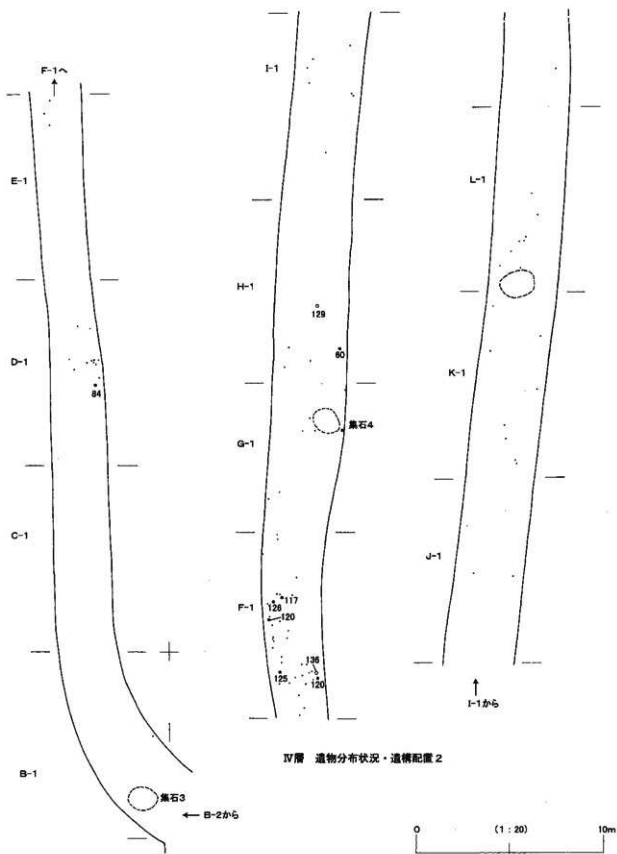 F-1へ
E-1
D-1
84
C-1
B-1
集石3
B-2から
I-1
H-1
129
60
G-1
集石4
F-1
117
126
120
136
125
120
L-1
K-1
J-1
I-1から
Ⅳ層 遺物分布状況・遺構配置2
0 (1:20) 10m